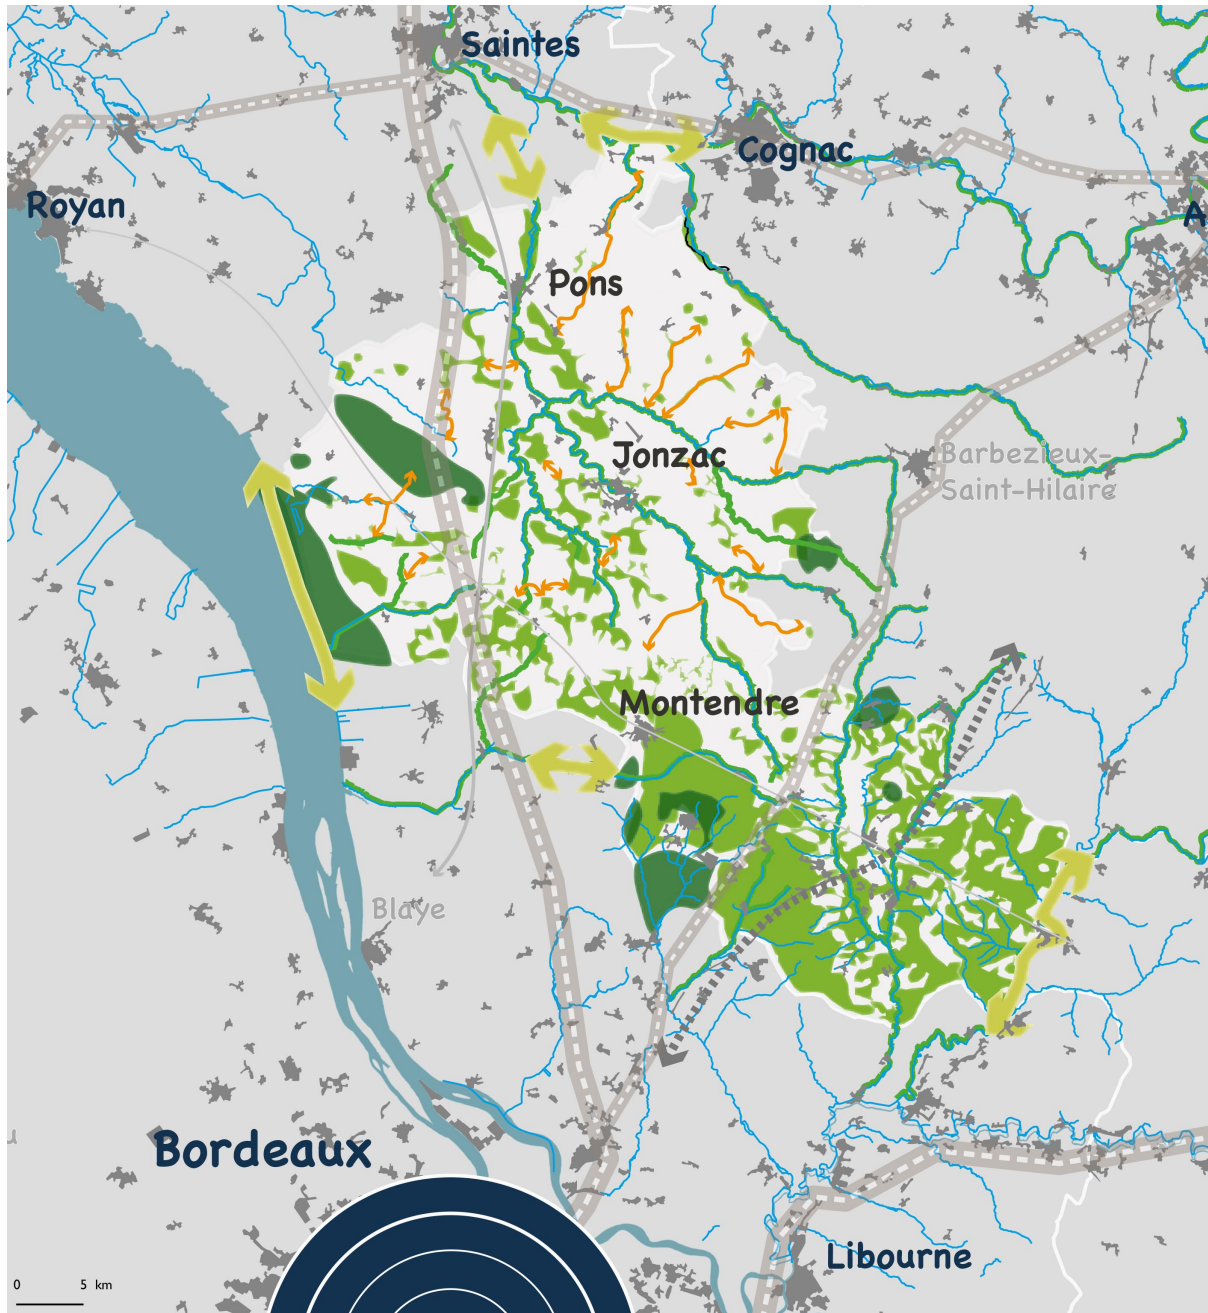 Saintes
Cognac
Royan
A
Pons
Jonzac
Barbezieux-
Saint-Hilaire
Montendre
Blaye
Bordeaux
Libourne
0 5 km